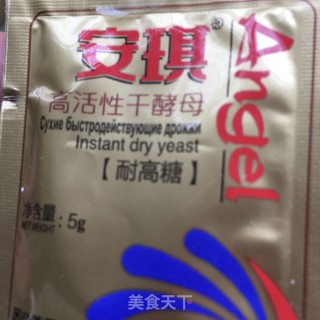 安琪®
Angel
高活性干酵母
Сухие быстродействующие дрожжи
Instant dry yeast
【耐高糖】
净含量: 5g
NET WEIGHT:
美食天下